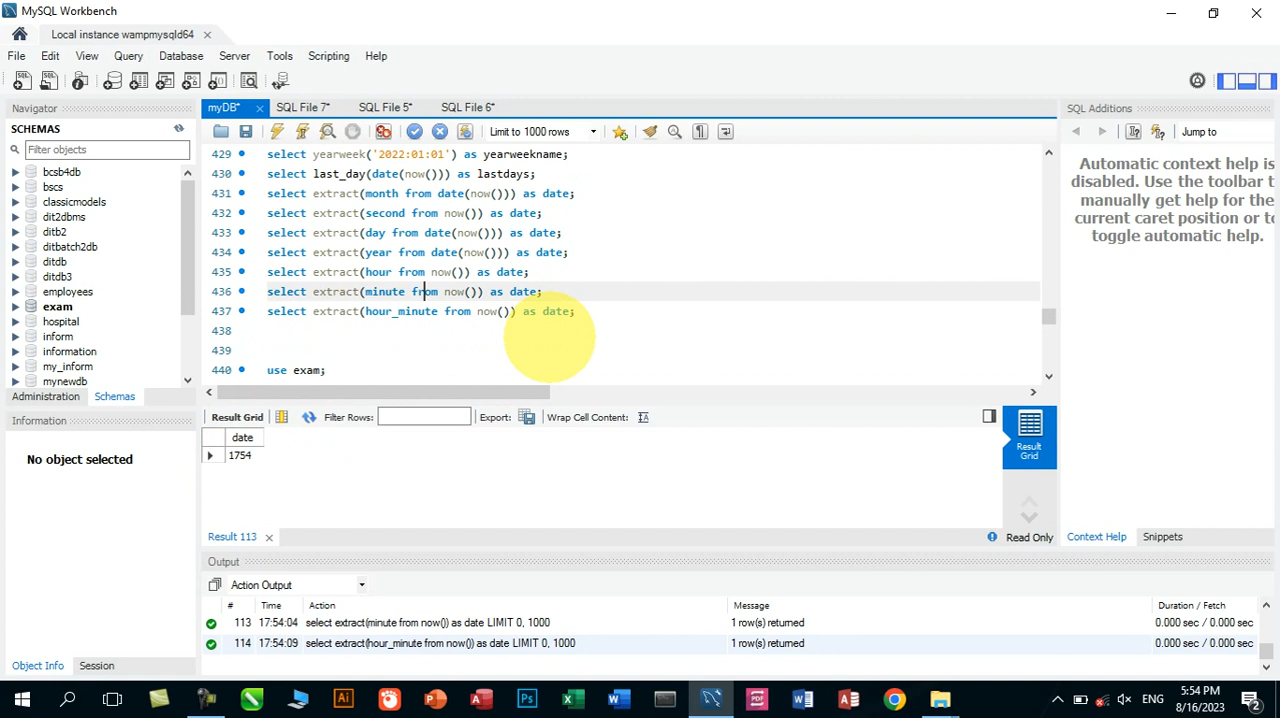 MySQL Workbench
Local instance wampmysqld64
File Edit View Query Database Server Tools Scripting Help
Navigator
SCHEMAS
Filter objects
bcsb4db
bscs
classicmodels
dit2dbms
ditb2
ditbatch2db
ditdb
ditdb3
employees
exam
hospital
inform
information
my_inform
mynewdb
Administration Schemas
Information
No object selected
Object Info Session
myDB* SQL File 7* SQL File 5* SQL File 6*
Limit to 1000 rows
429 select yearweek('2022:01:01') as yearweekname;
430 select last_day(date(now())) as lastdays;
431 select extract(month from date(now())) as date;
432 select extract(second from now()) as date;
433 select extract(day from date(now())) as date;
434 select extract(year from date(now())) as date;
435 select extract(hour from now()) as date;
436 select extract(minute from now()) as date;
437 select extract(hour_minute from now()) as date;
438
439
440 use exam;
Result Grid Filter Rows: Export: Wrap Cell Content:
date
1754
Result Grid
Result 113
Read Only
SQL Additions
Jump to
Automatic context help is
disabled. Use the toolbar t
manually get help for the
current caret position or to
toggle automatic help.
Context Help Snippets
Output
Action Output
# Time Action Message Duration / Fetch
113 17:54:04 select extract(minute from now()) as date LIMIT 0, 1000 1 row(s) returned 0.000 sec / 0.000 sec
114 17:54:09 select extract(hour_minute from now()) as date LIMIT 0, 1000 1 row(s) returned 0.000 sec / 0.000 sec
ENG
5:54 PM
8/16/2023
2